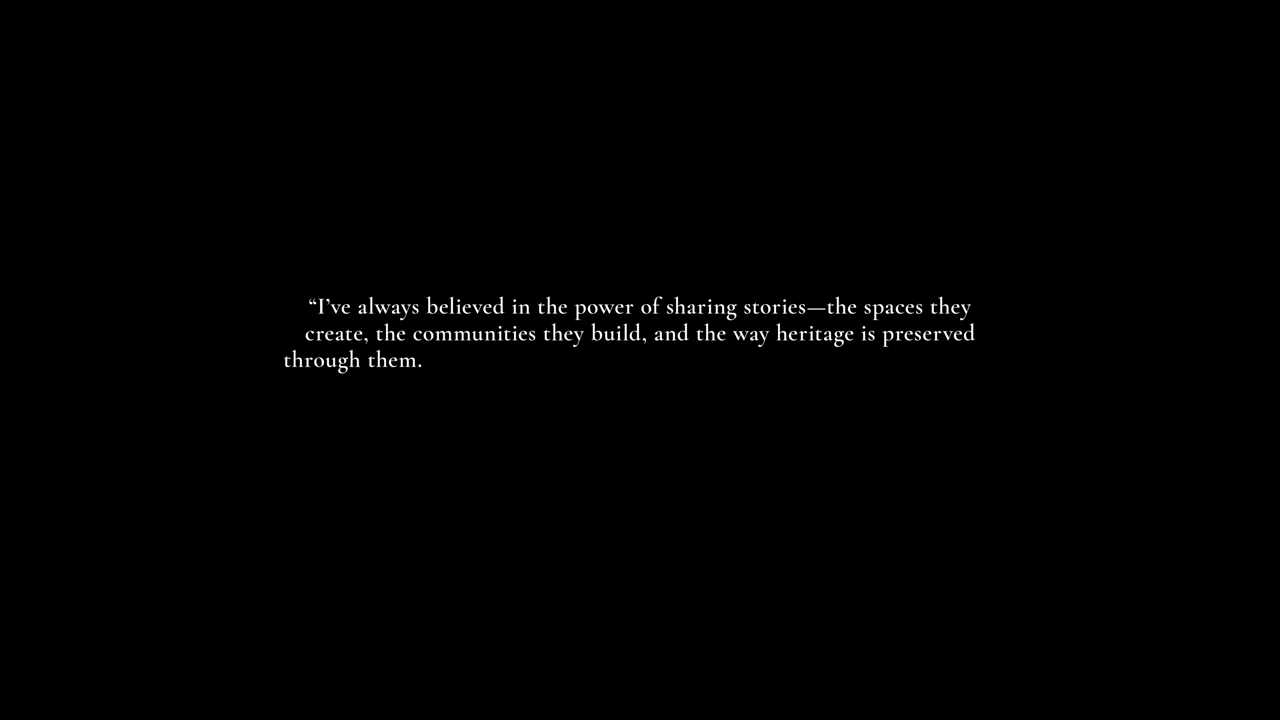 “I’ve always believed in the power of sharing stories—the spaces they
create, the communities they build, and the way heritage is preserved
through them.